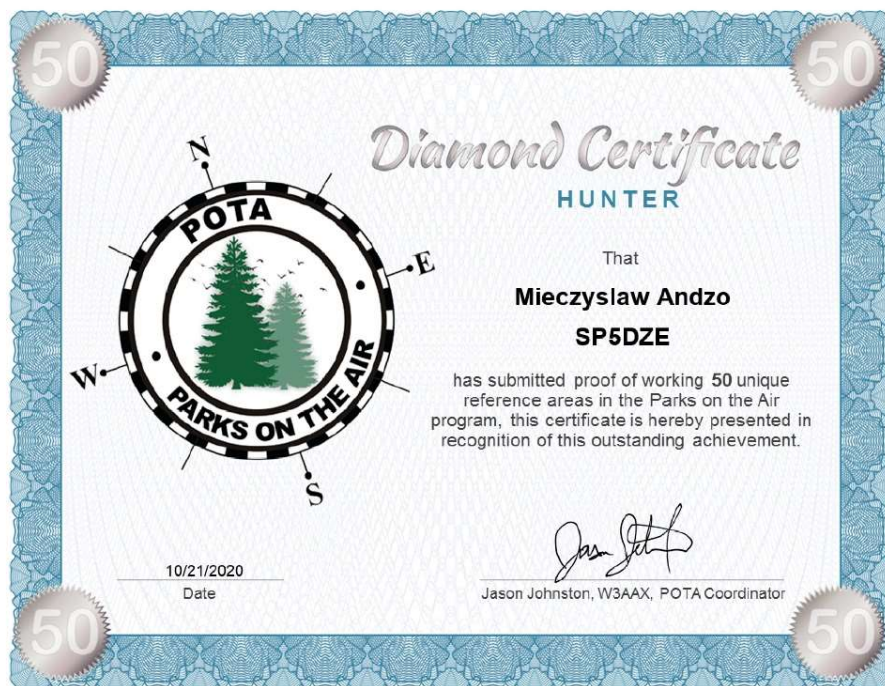 50
50
Diamond Certificate
HUNTER
N
E
W
S
POTA
PARKS ON THE AIR
That
Mieczyslaw Andzo
SP5DZE
has submitted proof of working 50 unique
reference areas in the Parks on the Air
program, this certificate is hereby presented in
recognition of this outstanding achievement.
10/21/2020
Date
Jason Johnston, W3AAX, POTA Coordinator
50
50